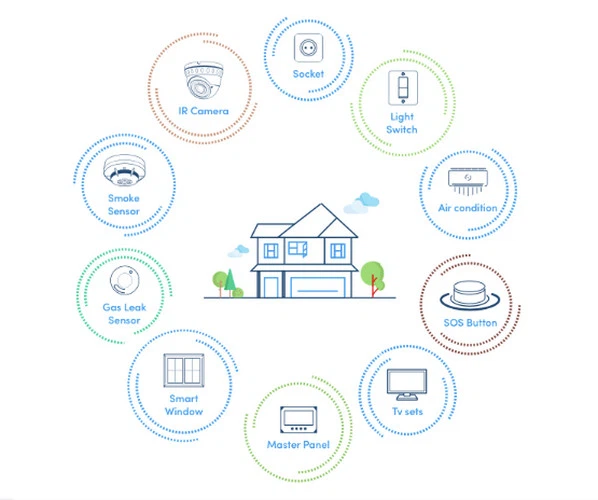 Socket
IR Camera
Light
Switch
Smoke
Sensor
Air condition
Gas Leak
Sensor
SOS Button
Smart
Window
Tv sets
Master Panel